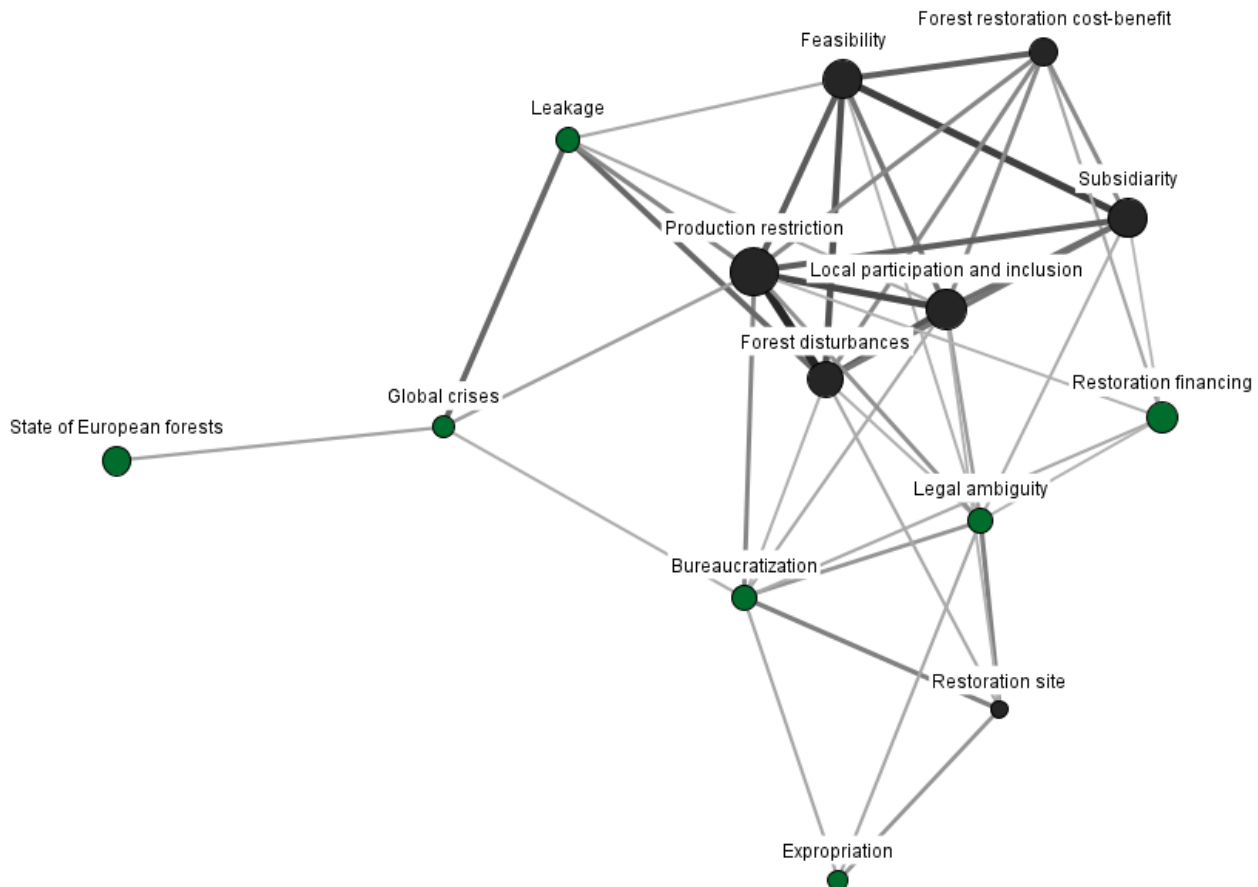 Forest restoration cost-benefit
Feasibility
Leakage
Subsidiarity
Production restriction
Local participation and inclusion
Forest disturbances
Restoration financing
Global crises
State of European forests
Legal ambiguity
Bureaucratization
Restoration site
Expropriation